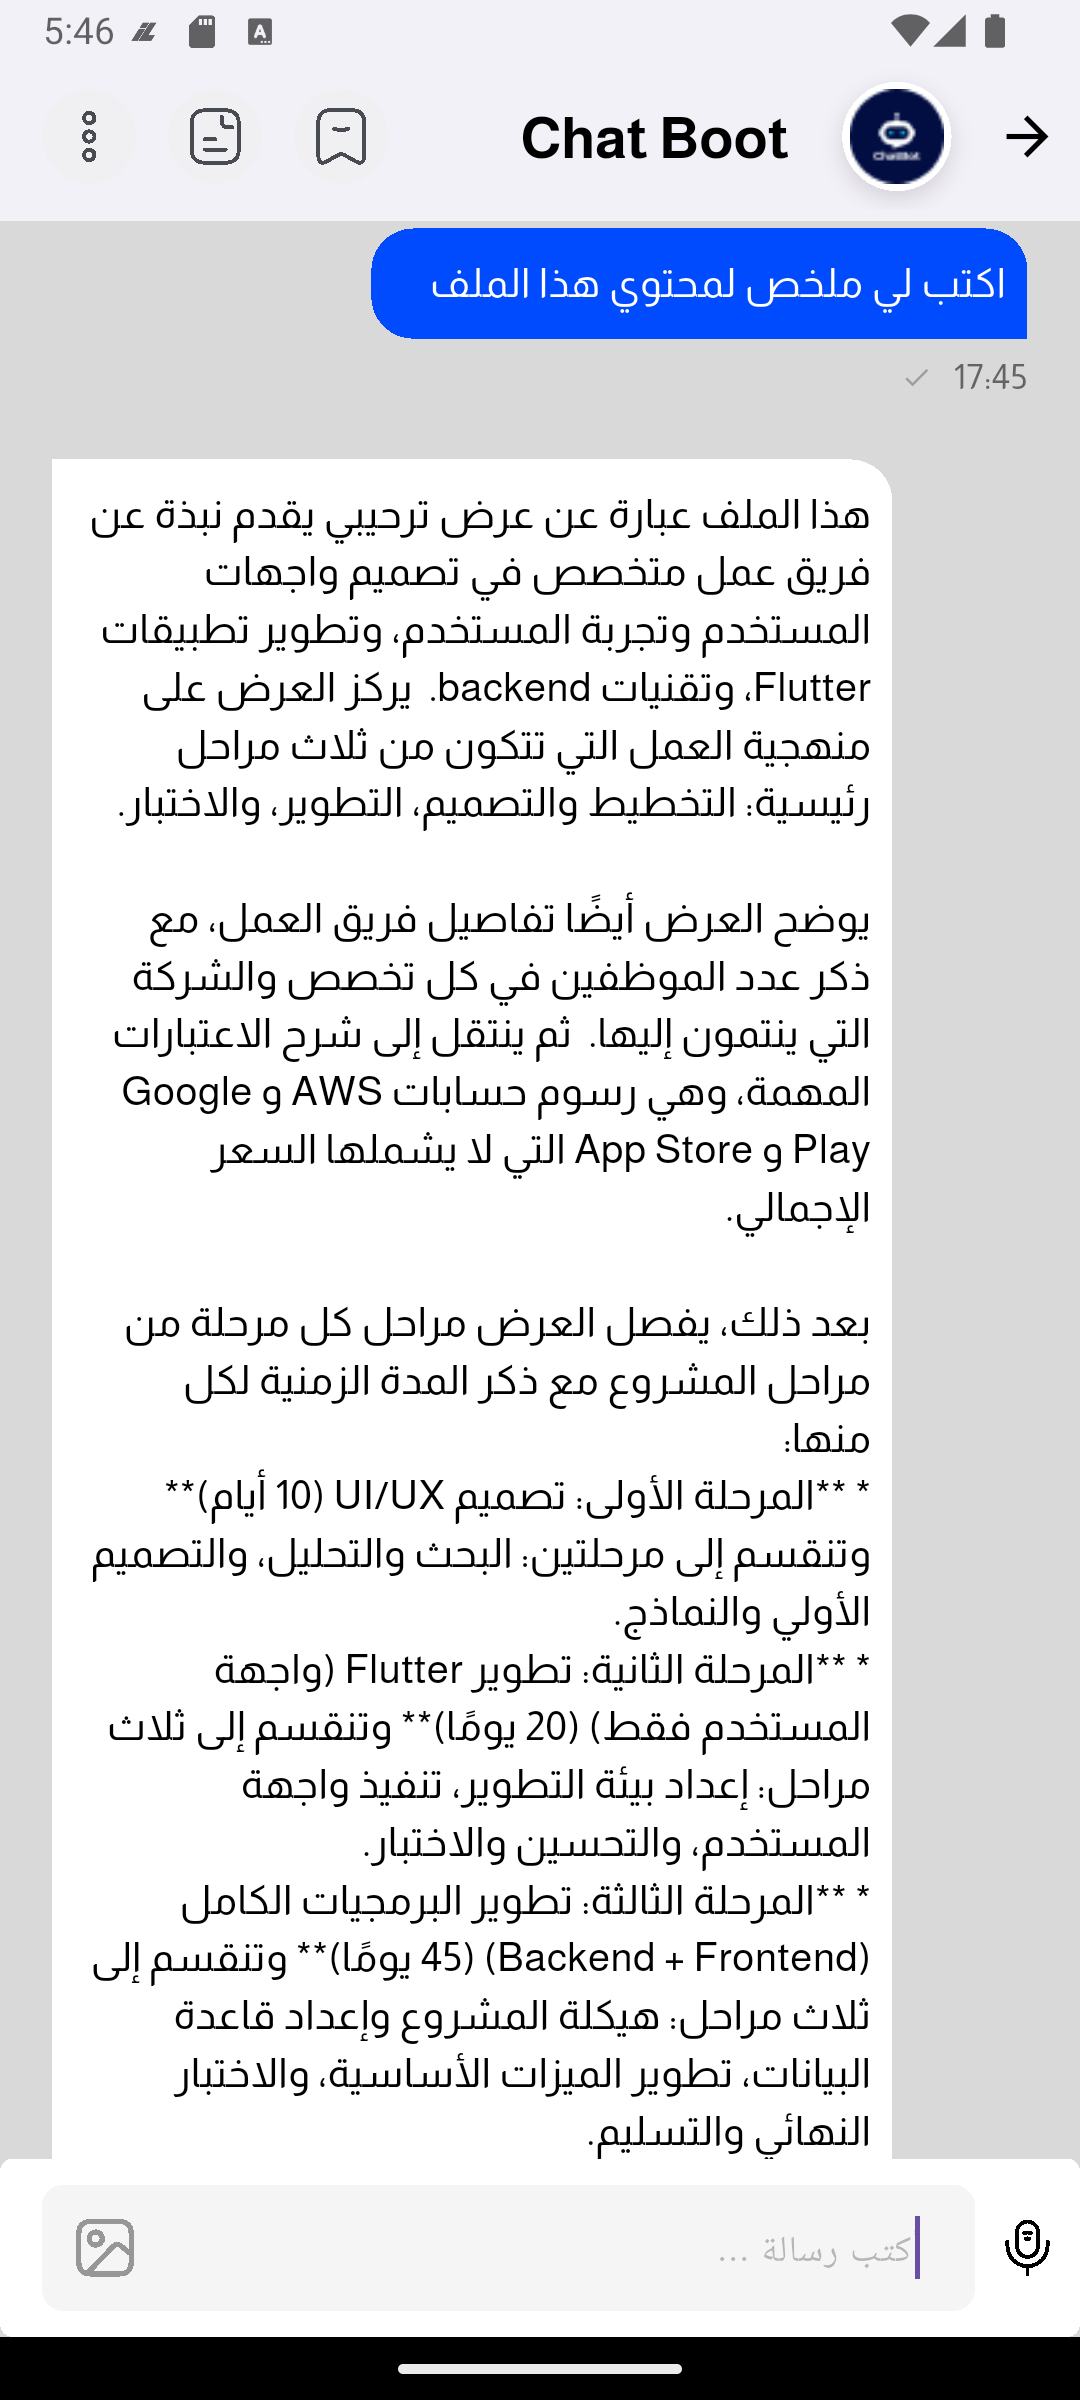 5:46
Chat Boot
ChatBot
اكتب لي ملخص لمحتوي هذا الملف
17:45
هذا الملف عبارة عن عرض ترحيبي يقدم نبذة عن
فريق عمل متخصص في تصميم واجهات
المستخدم وتجربة المستخدم، وتطوير تطبيقات
Flutter، وتقنيات backend. يركز العرض على
منهجية العمل التي تتكون من ثلاث مراحل
رئيسية: التخطيط والتصميم، التطوير، والاختبار.
يوضح العرض أيضًا تفاصيل فريق العمل، مع
ذكر عدد الموظفين في كل تخصص والشركة
التي ينتمون إليها. ثم ينتقل إلى شرح الاعتبارات
المهمة، وهي رسوم حسابات AWS و Google
Play و App Store التي لا يشملها السعر
الإجمالي.
بعد ذلك، يفصل العرض مراحل كل مرحلة من
مراحل المشروع مع ذكر المدة الزمنية لكل
منها:
* **المرحلة الأولى: تصميم UI/UX (10 أيام)**
وتنقسم إلى مرحلتين: البحث والتحليل، والتصميم
الأولي والنماذج.
* **المرحلة الثانية: تطوير Flutter (واجهة
المستخدم فقط) (20 يومًا)** وتنقسم إلى ثلاث
مراحل: إعداد بيئة التطوير، تنفيذ واجهة
المستخدم، والتحسين والاختبار.
* **المرحلة الثالثة: تطوير البرمجيات الكامل
(Backend + Frontend) (45 يومًا)** وتنقسم إلى
ثلاث مراحل: هيكلة المشروع وإعداد قاعدة
البيانات، تطوير الميزات الأساسية، والاختبار
النهائي والتسليم.
كتب رسالة ...